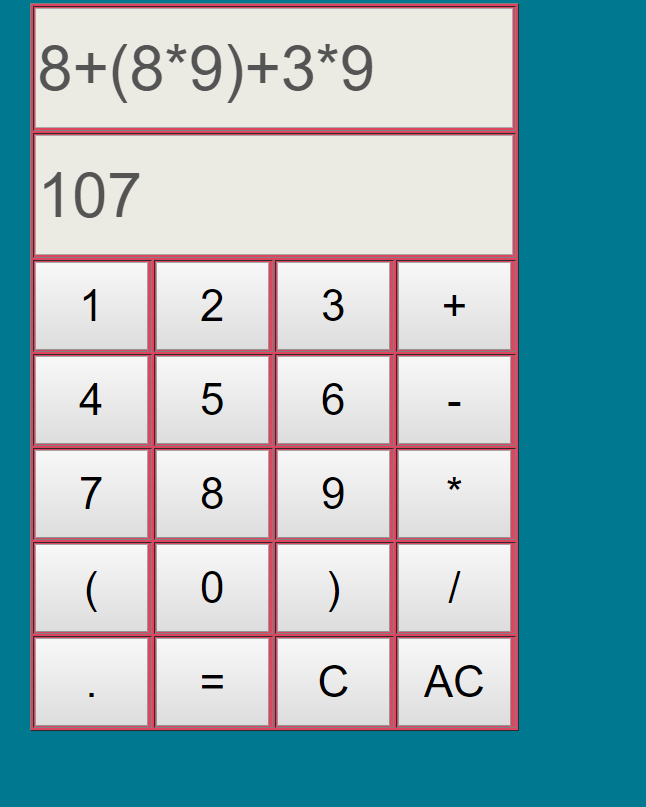 8+(8*9)+3*9
107
1 2 3 +
4 5 6 -
7 8 9 *
( 0 ) /
. = C AC